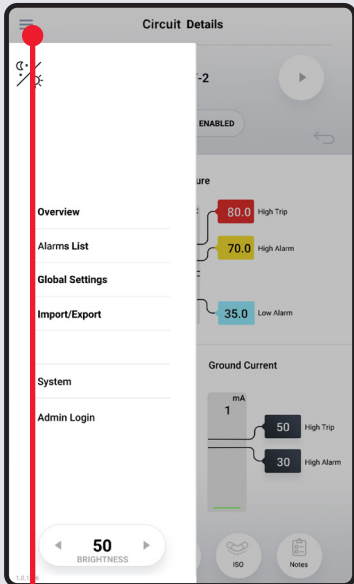 Circuit Details
-2
ENABLED
ure
Overview
80.0 High Trip
Alarms List
70.0 High Alarm
Global Settings
Import/Export
35.0 Low Alarm
Ground Current
System
mA
1
Admin Login
50 High Trip
30 High Alarm
50
BRIGHTNESS
ISO
Notes